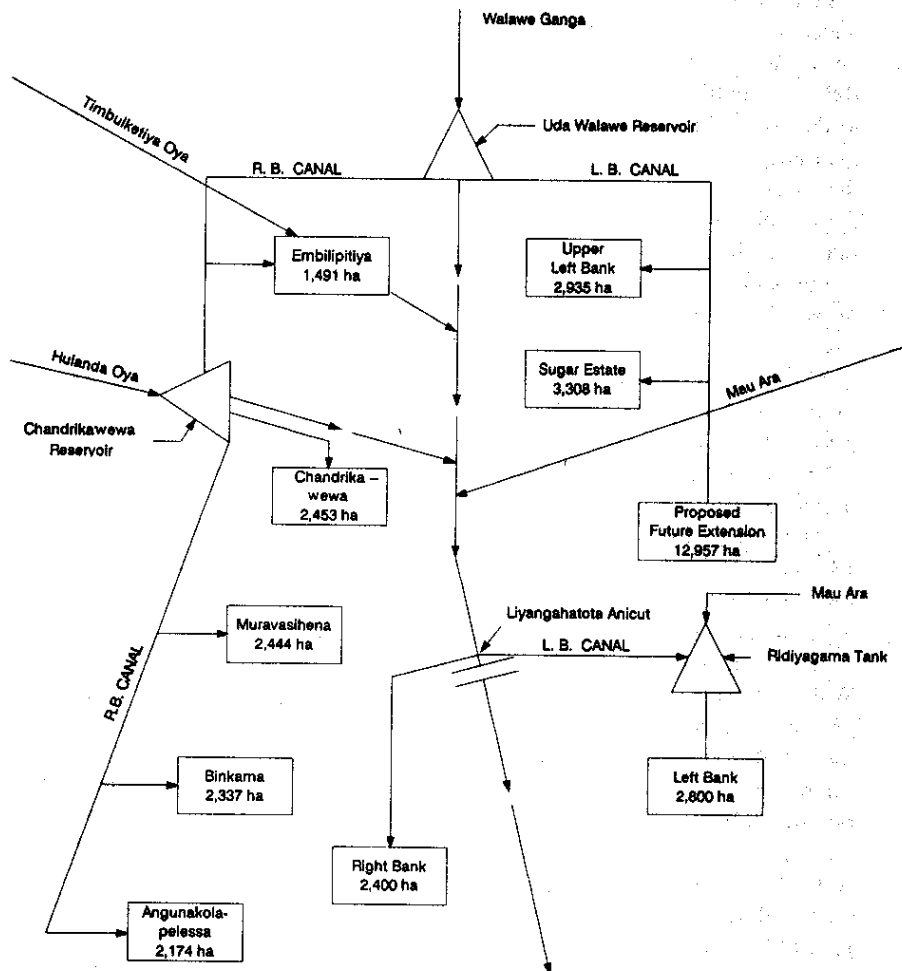 Walawe Ganga
Timbulketiya Oya
Uda Walawe Reservoir
R. B. CANAL
L. B. CANAL
Embilipitiya
1,491 ha
Upper
Left Bank
2,935 ha
Hulanda Oya
Sugar Estate
3,308 ha
Mau Ara
Chandrikawewa
Reservoir
Chandrika –
wewa
2,453 ha
Proposed
Future Extension
12,957 ha
Mau Ara
Liyangahatota Anicut
Muravasihena
2,444 ha
L. B. CANAL
Ridiyagama Tank
R.B. CANAL
Binkama
2,337 ha
Left Bank
2,800 ha
Right Bank
2,400 ha
Angunakola-
pelessa
2,174 ha